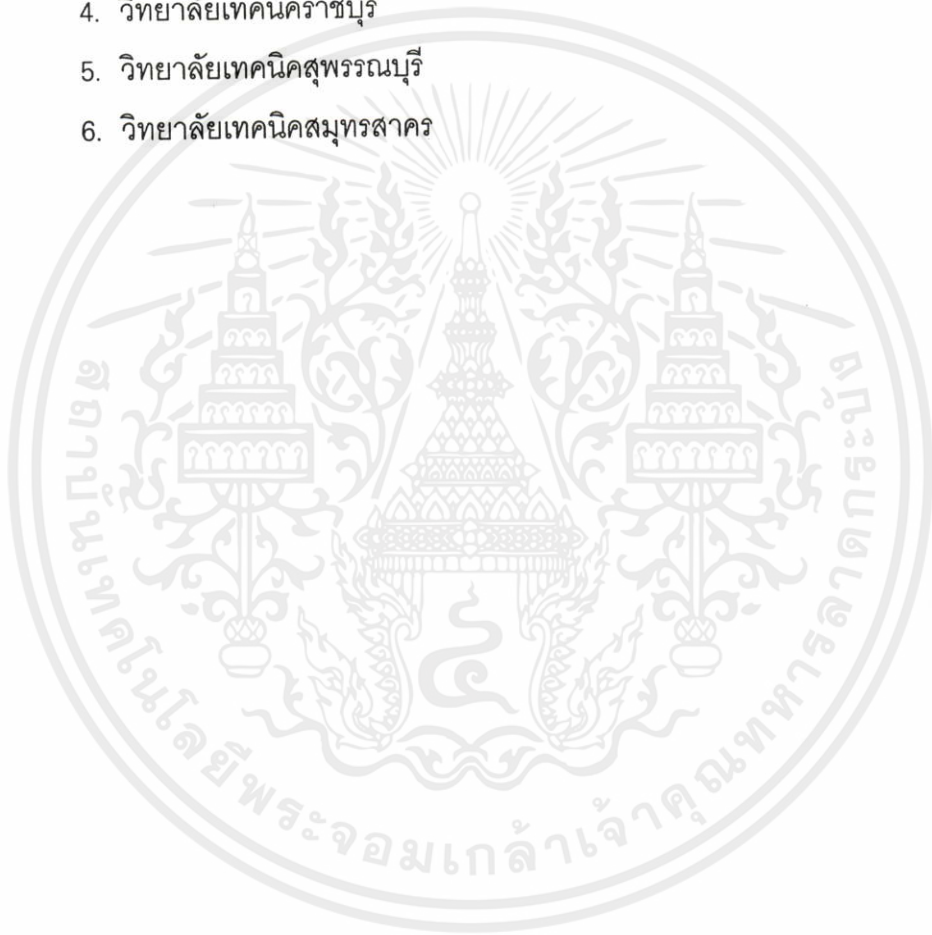 4. วิทยาลัยเทคนิคราชบุรี
5. วิทยาลัยเทคนิคสุพรรณบุรี
6. วิทยาลัยเทคนิคสมุทรสาคร
สถาบันเทคโนโลยีพระจอมเกล้าเจ้าคุณทหารลาดกระบัง